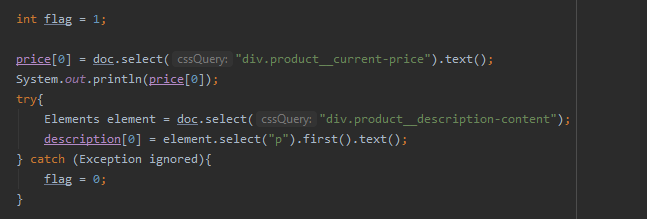 int flag = 1;
price[0] = doc.select( cssQuery: "div.product__current-price").text();
System.out.println(price[0]);
try{
Elements element = doc.select( cssQuery: "div.product__description-content");
description[0] = element.select("p").first().text();
} catch (Exception ignored){
flag = 0;
}